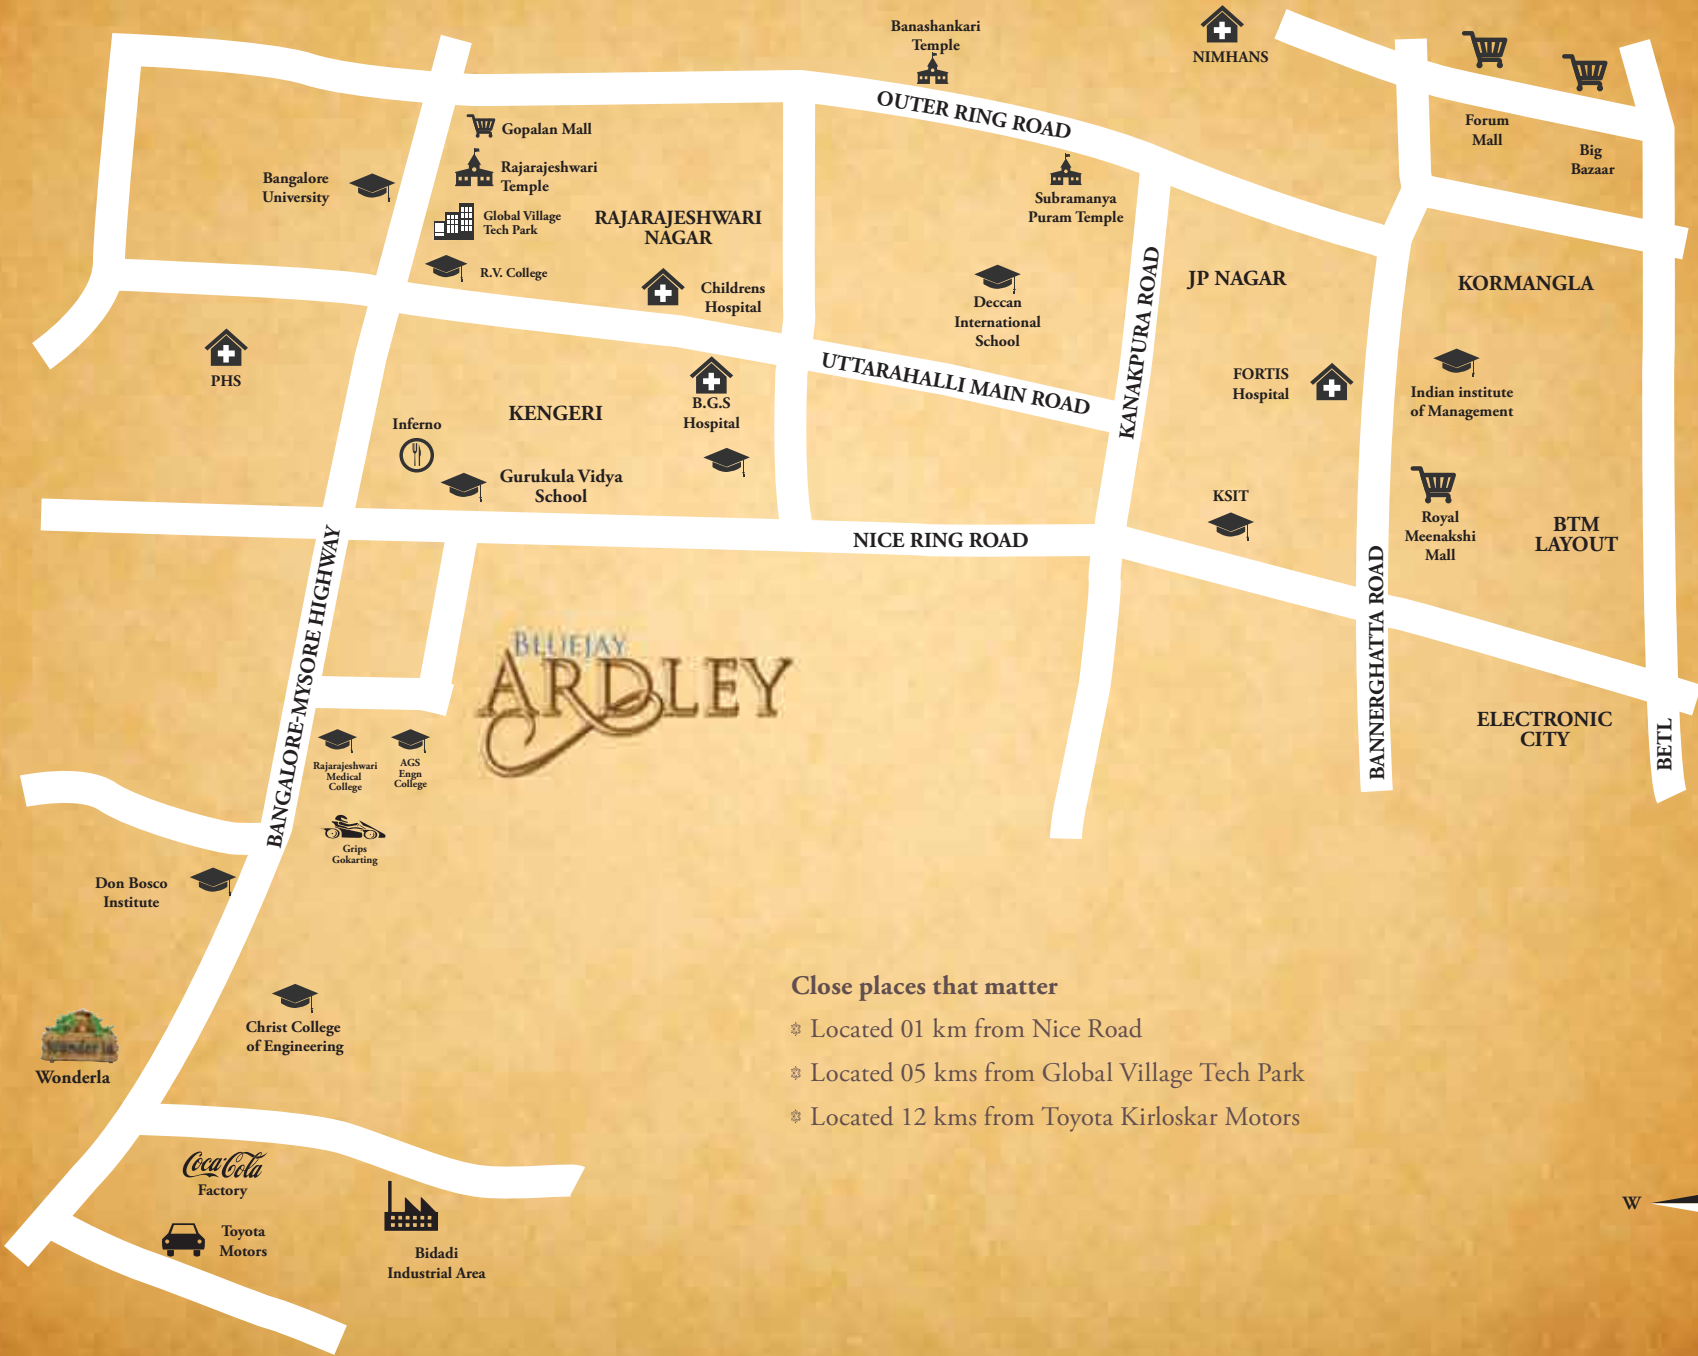 Banashankari
Temple
NIMHANS
OUTER RING ROAD
Forum
Mall
Big
Bazaar
Gopalan Mall
Rajarajeshwari
Temple
Bangalore
University
Global Village
Tech Park
RAJARAJESHWARI
NAGAR
R.V. College
Childrens
Hospital
Subramanya
Puram Temple
Deccan
International
School
KANAKPURA ROAD
JP NAGAR
KORMANGLA
PHS
UTTARAHALLI MAIN ROAD
FORTIS
Hospital
Indian institute
of Management
B.G.S
Hospital
KENGERI
Inferno
Gurukula Vidya
School
KSIT
Royal
Meenakshi
Mall
BTM
LAYOUT
NICE RING ROAD
BANGALORE-MYSORE HIGHWAY
BANNERGHATTA ROAD
BLUEJAY
ARDLEY
ELECTRONIC
CITY
BETL
Rajarajeshwari
Medical
College
AGS
Engn
College
Grips
Gokarting
Don Bosco
Institute
Christ College
of Engineering
Wonderla
Coca-Cola
Factory
Toyota
Motors
Bidadi
Industrial Area
Close places that matter
Located 01 km from Nice Road
Located 05 kms from Global Village Tech Park
Located 12 kms from Toyota Kirloskar Motors
W